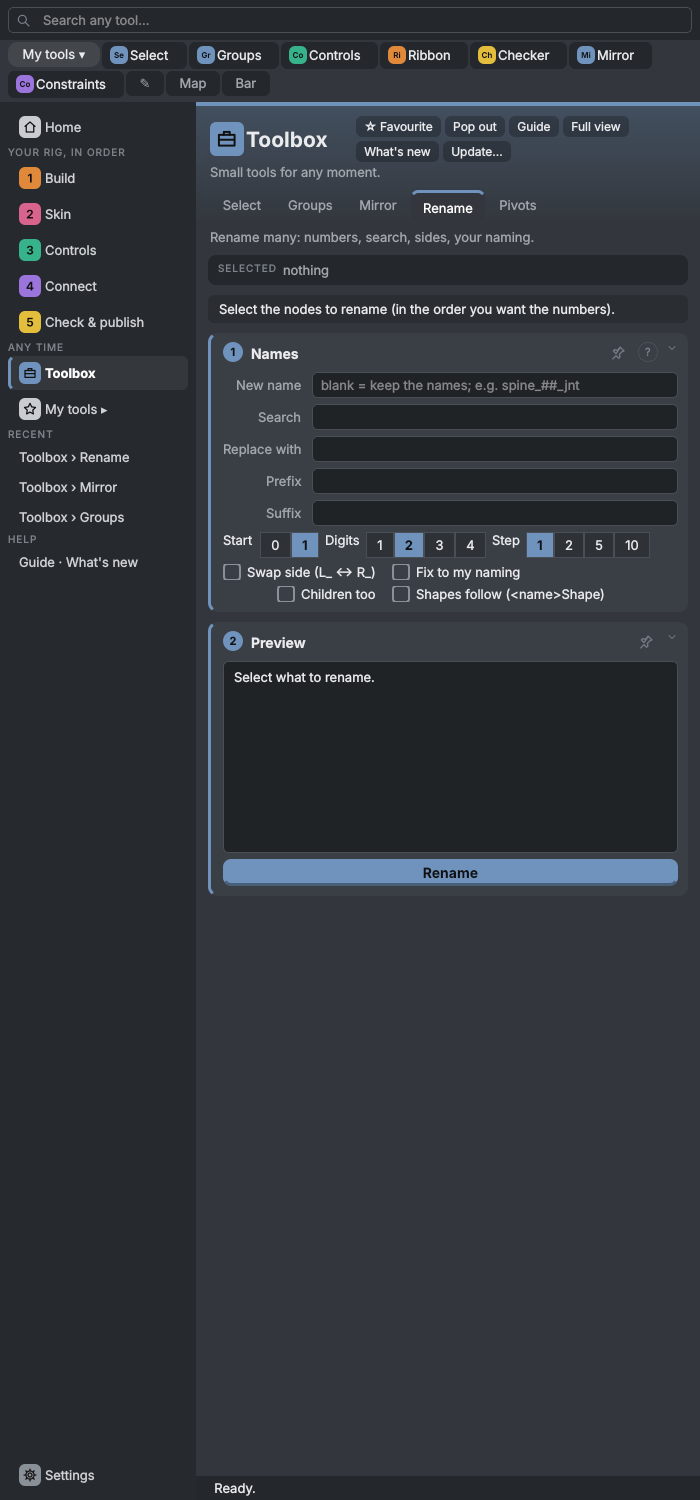 Search any tool...
My tools ▾ Se Select Gr Groups Co Controls Ri Ribbon Ch Checker Mi Mirror
Co Constraints ✎ Map Bar
Home
YOUR RIG, IN ORDER
1 Build
2 Skin
3 Controls
4 Connect
5 Check & publish
ANY TIME
Toolbox
My tools ▸
RECENT
Toolbox › Rename
Toolbox › Mirror
Toolbox › Groups
HELP
Guide · What's new
Settings
Toolbox
☆ Favourite Pop out Guide Full view
What's new Update...
Small tools for any moment.
Select Groups Mirror Rename Pivots
Rename many: numbers, search, sides, your naming.
SELECTED nothing
Select the nodes to rename (in the order you want the numbers).
1 Names ?
New name blank = keep the names; e.g. spine_##_jnt
Search
Replace with
Prefix
Suffix
Start 0 1 Digits 1 2 3 4 Step 1 2 5 10
Swap side (L_ ↔ R_) Fix to my naming
Children too Shapes follow (<name>Shape)
2 Preview
Select what to rename.
Rename
Ready.